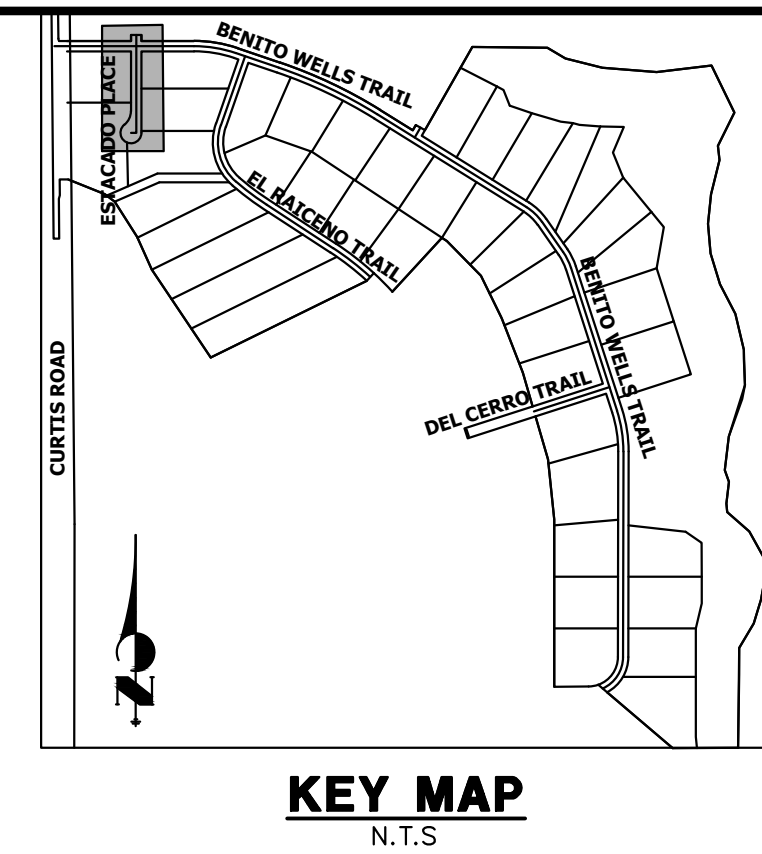 BENITO WELLS TRAIL
ESTACADO PLACE
EL RAICENO TRAIL
BENITO WELLS TRAIL
CURTIS ROAD
DEL CERRO TRAIL
N
KEY MAP
N.T.S